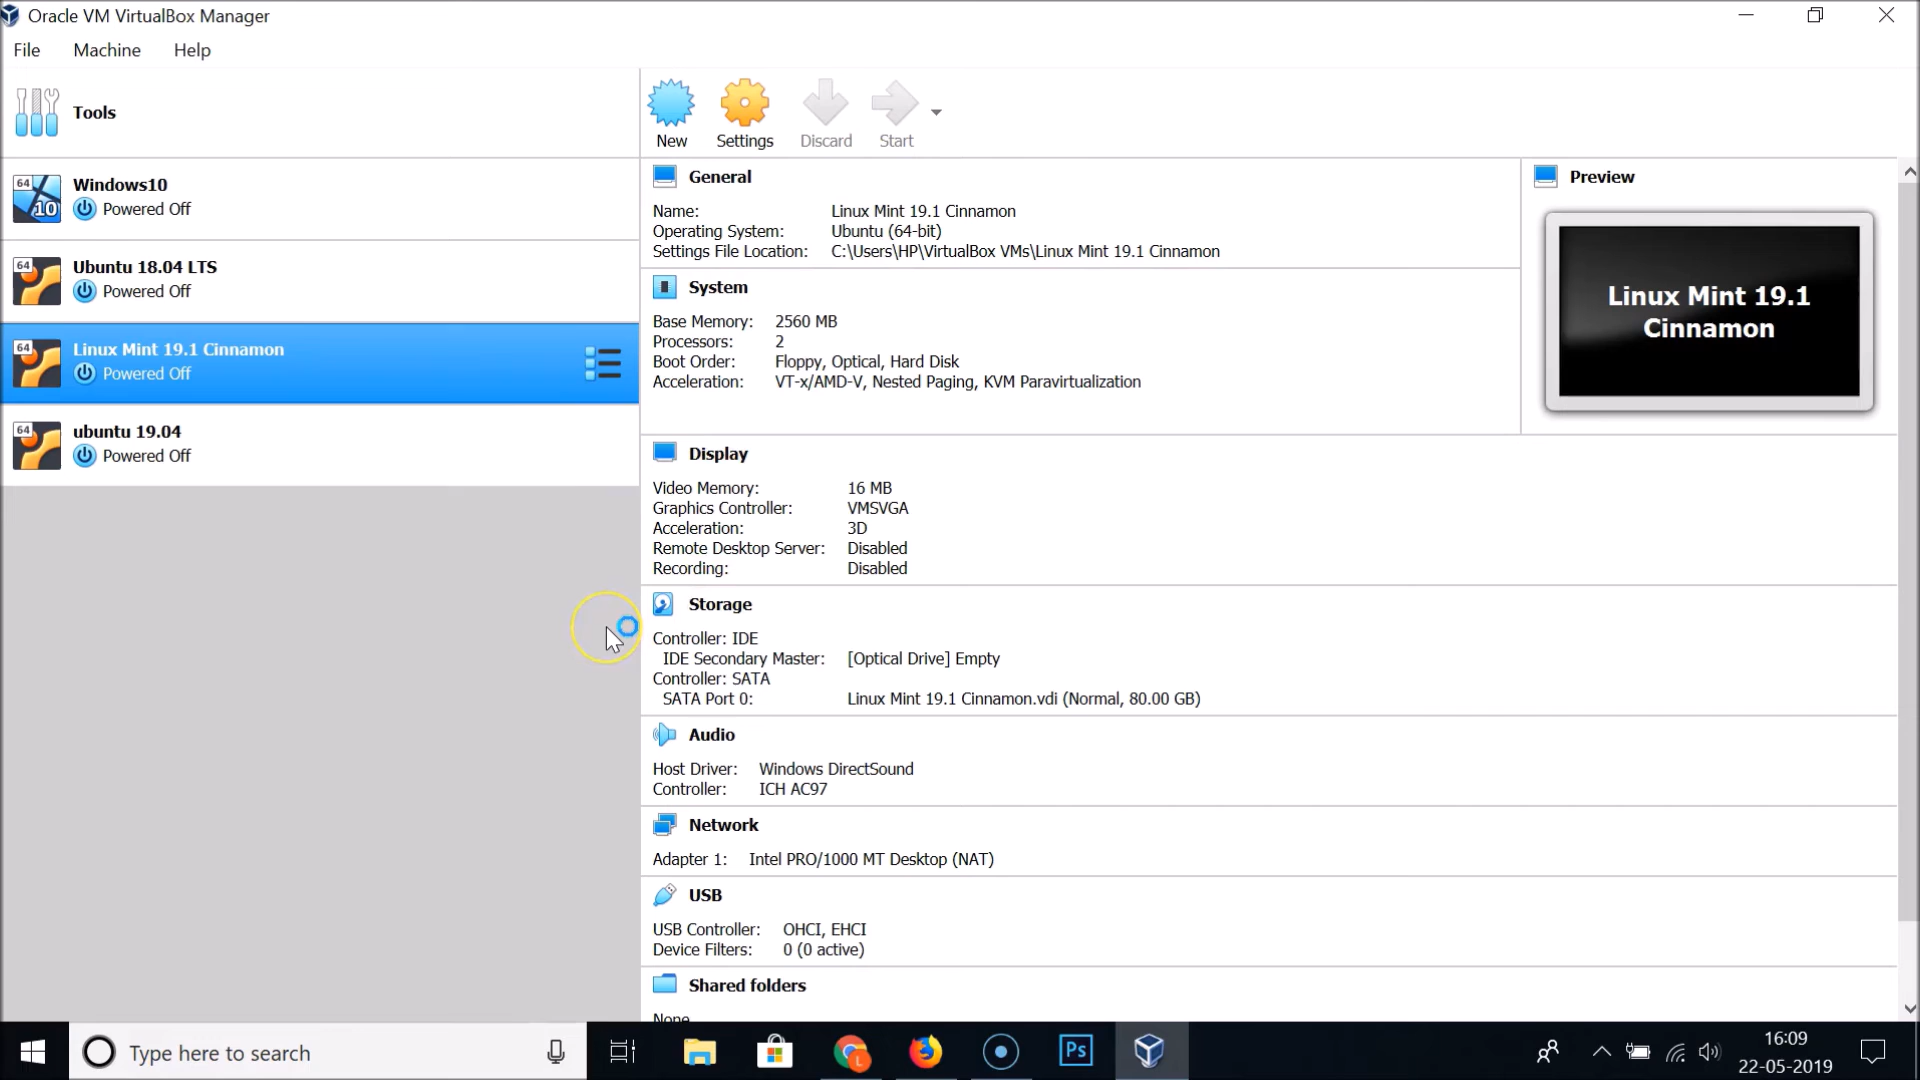 Oracle VM VirtualBox Manager
File Machine Help
Tools
New Settings Discard Start
64 Windows10
10 Powered Off
64 Ubuntu 18.04 LTS
Powered Off
64 Linux Mint 19.1 Cinnamon
Powered Off
64 ubuntu 19.04
Powered Off
General
Name: Linux Mint 19.1 Cinnamon
Operating System: Ubuntu (64-bit)
Settings File Location: C:\Users\HP\VirtualBox VMs\Linux Mint 19.1 Cinnamon
Preview
Linux Mint 19.1
Cinnamon
System
Base Memory: 2560 MB
Processors: 2
Boot Order: Floppy, Optical, Hard Disk
Acceleration: VT-x/AMD-V, Nested Paging, KVM Paravirtualization
Display
Video Memory: 16 MB
Graphics Controller: VMSVGA
Acceleration: 3D
Remote Desktop Server: Disabled
Recording: Disabled
Storage
Controller: IDE
IDE Secondary Master: [Optical Drive] Empty
Controller: SATA
SATA Port 0: Linux Mint 19.1 Cinnamon.vdi (Normal, 80.00 GB)
Audio
Host Driver: Windows DirectSound
Controller: ICH AC97
Network
Adapter 1: Intel PRO/1000 MT Desktop (NAT)
USB
USB Controller: OHCI, EHCI
Device Filters: 0 (0 active)
Shared folders
None
Type here to search
L
Ps
16:09
22-05-2019